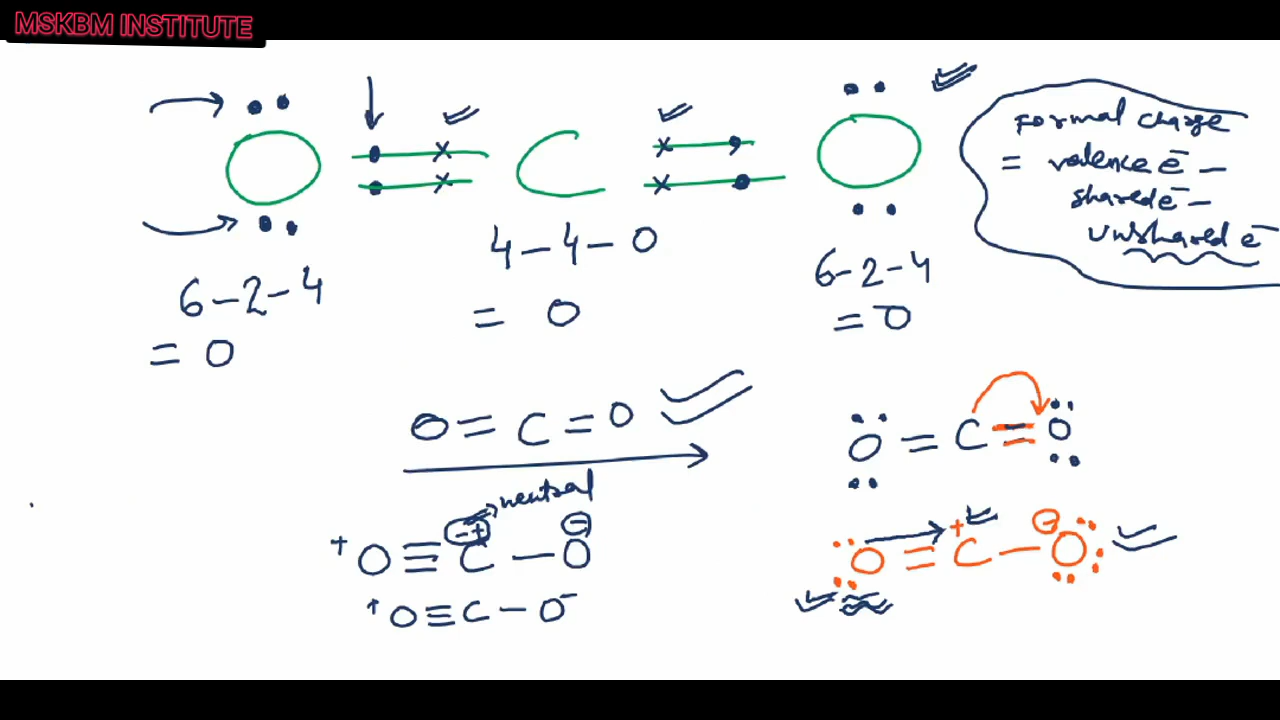 MSKBM INSTITUTE
O C O
Formal charge
= valence e⁻ −
shared e⁻ −
unshared e⁻
4 − 4 − 0
= 0
6 − 2 − 4
= 0
6 − 2 − 4
= 0
O = C = O
O = C = O
neutral
+ O ≡ C − O
− + −
+ −
O = C − O
+ O ≡ C − O −